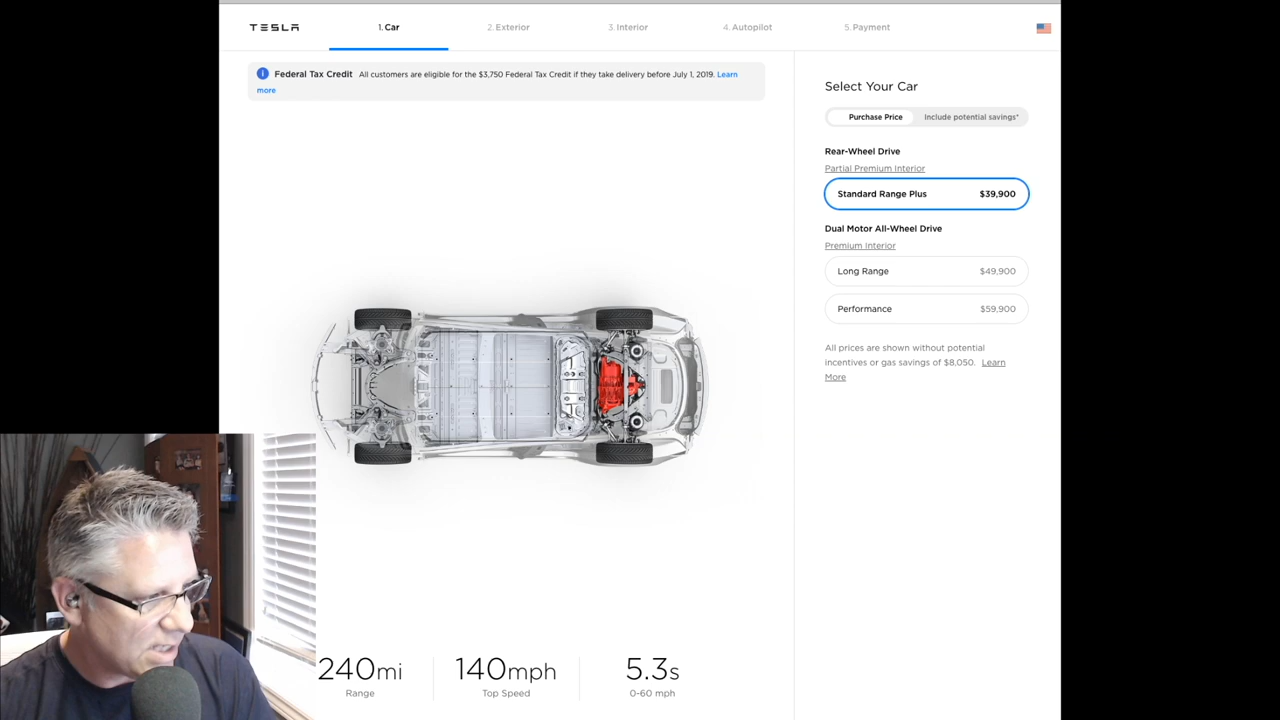 TESLA
1. Car
2. Exterior
3. Interior
4. Autopilot
5. Payment
Federal Tax Credit All customers are eligible for the $3,750 Federal Tax Credit if they take delivery before July 1, 2019. Learn
more
Select Your Car
Purchase Price Include potential savings*
Rear-Wheel Drive
Partial Premium Interior
Standard Range Plus $39,900
Dual Motor All-Wheel Drive
Premium Interior
Long Range $49,900
Performance $59,900
All prices are shown without potential
incentives or gas savings of $8,050. Learn
More
240mi
Range
140mph
Top Speed
5.3s
0-60 mph